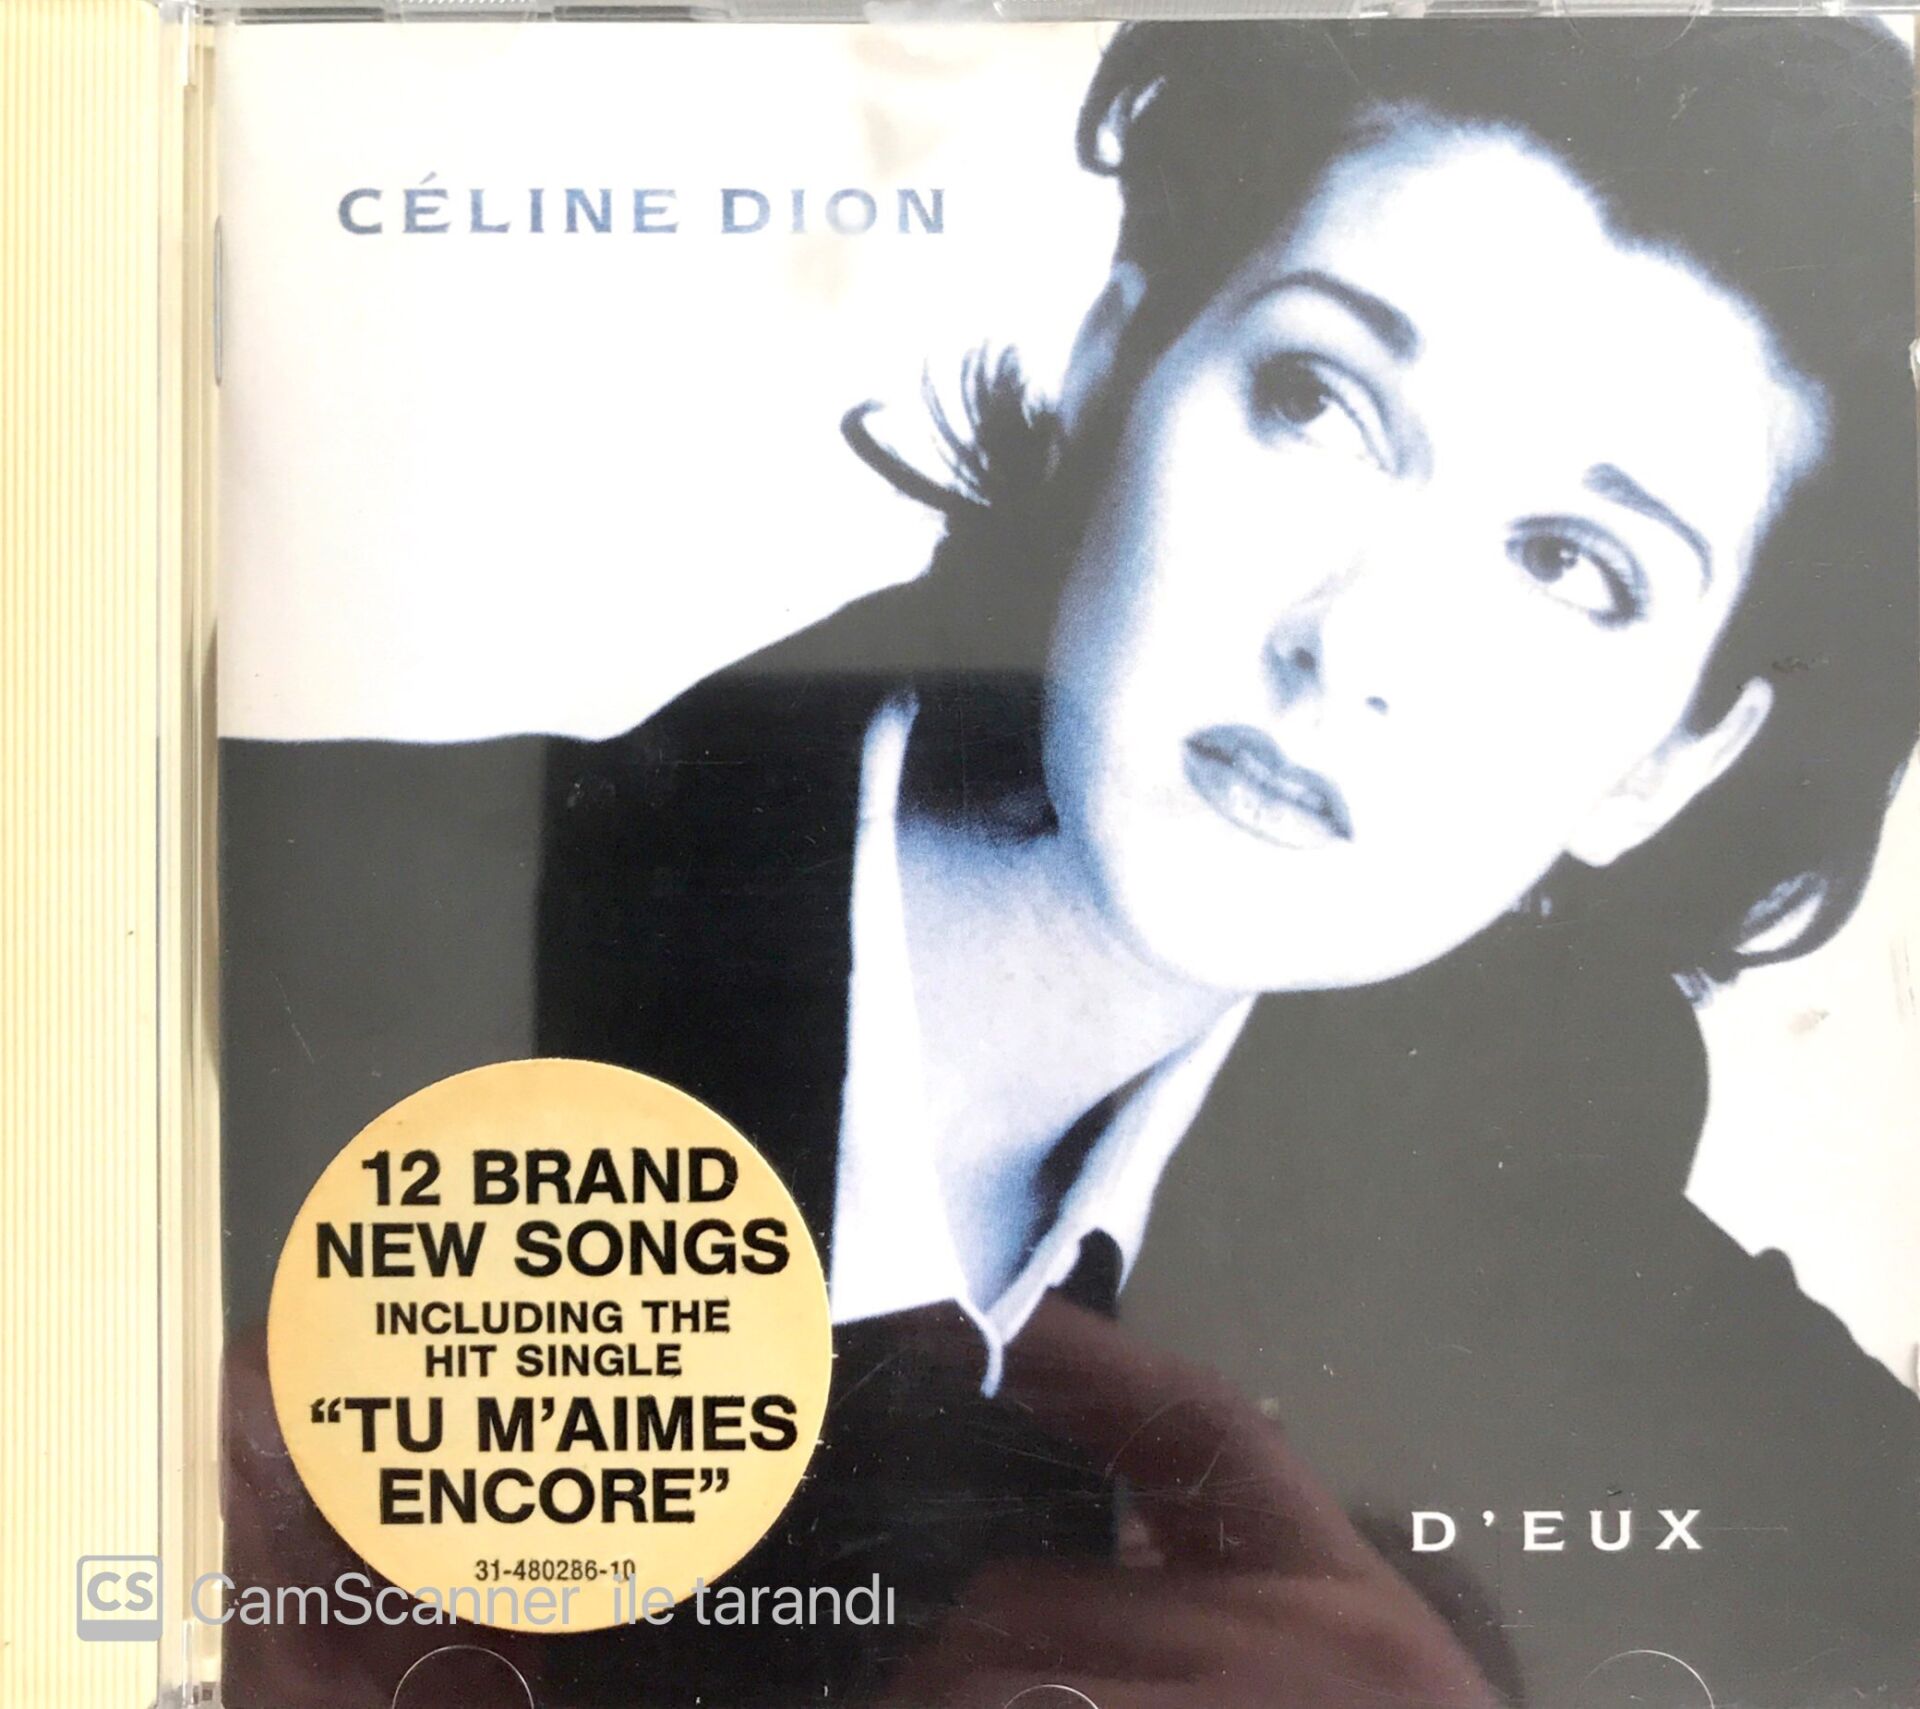 CÉLINE DION
12 BRAND
NEW SONGS
INCLUDING THE
HIT SINGLE
“TU M’AIMES
ENCORE”
31-480286-10
D’EUX
CS CamScanner ile tarandı